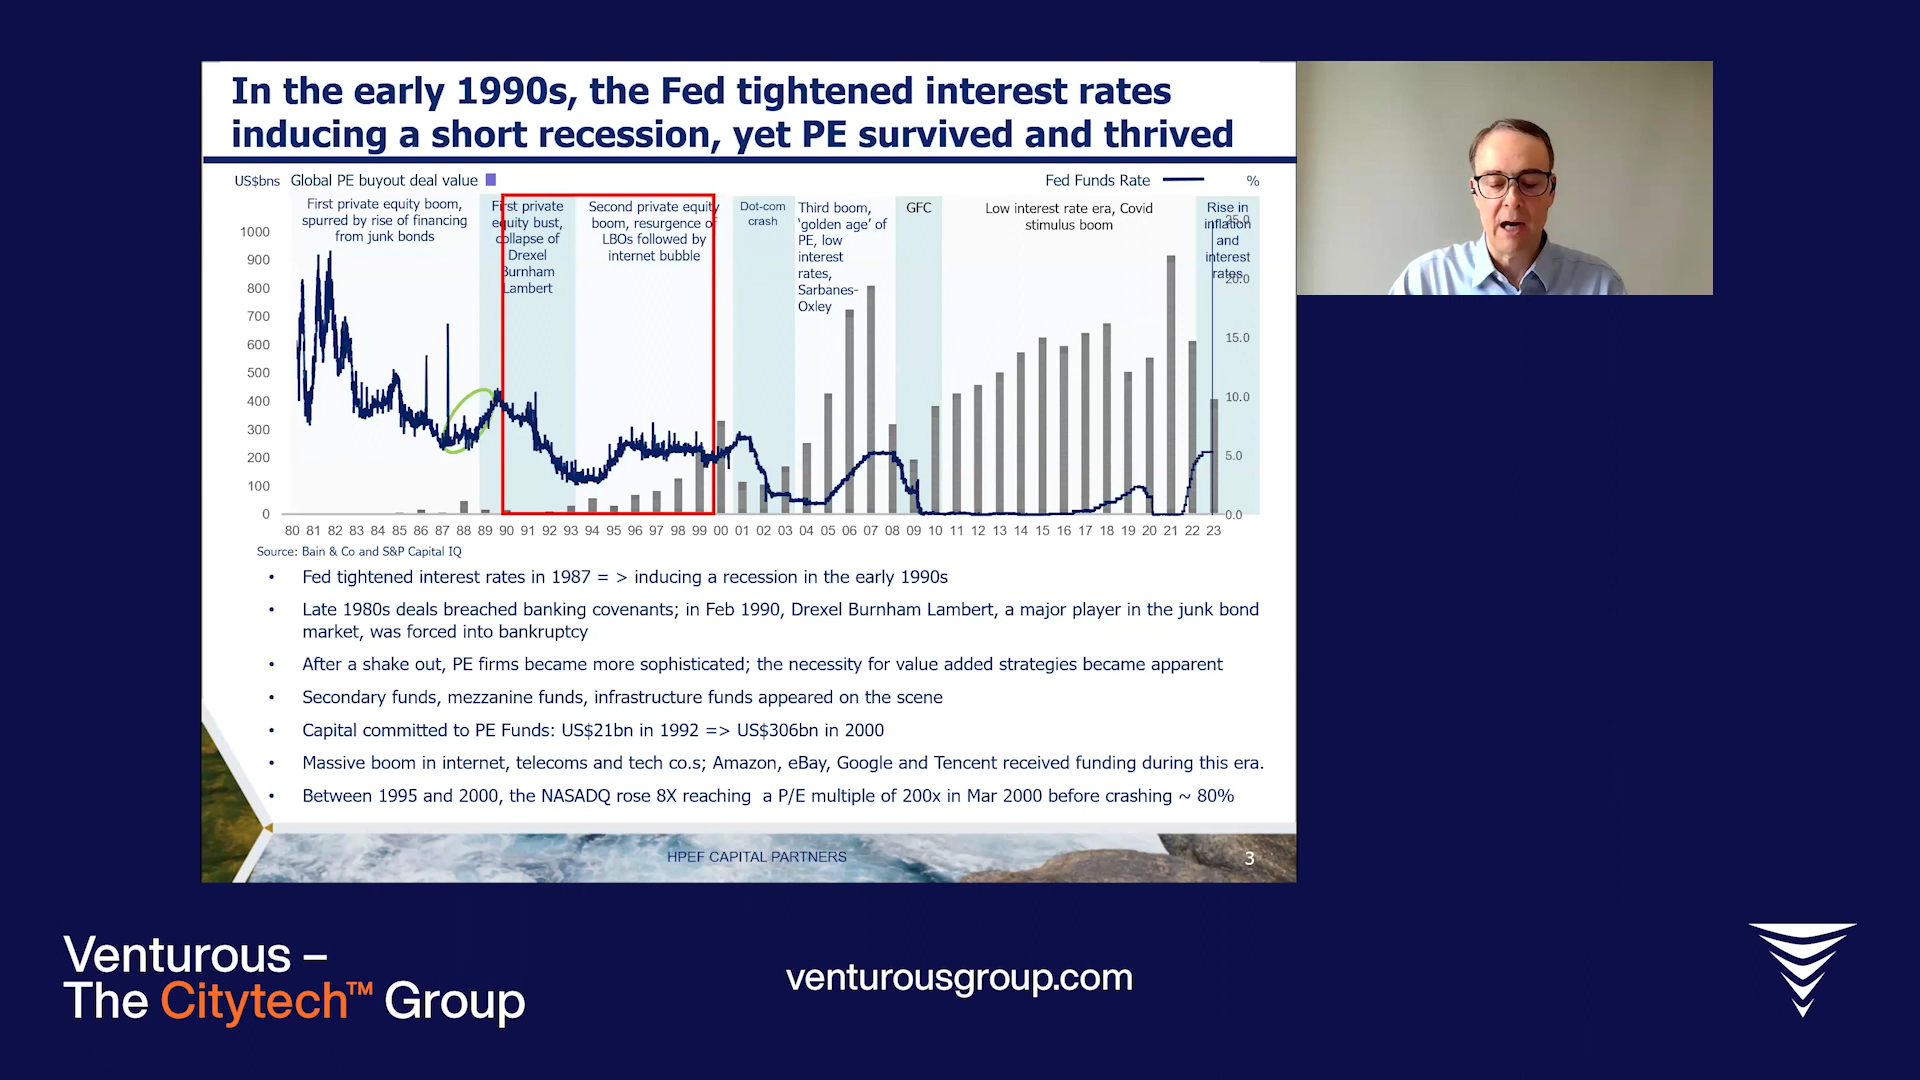 In the early 1990s, the Fed tightened interest rates
inducing a short recession, yet PE survived and thrived
US$bns Global PE buyout deal value
Fed Funds Rate %
First private equity boom,
spurred by rise of financing
from junk bonds
First private
equity bust,
collapse of
Drexel
Burnham
Lambert
Second private equity
boom, resurgence of
LBOs followed by
internet bubble
Dot-com
crash
Third boom,
'golden age' of
PE, low
interest
rates,
Sarbanes-
Oxley
GFC
Low interest rate era, Covid
stimulus boom
Rise in
inflation
and
interest
rates
1000
900
800
700
600
500
400
300
200
100
0
25.0
20.0
15.0
10.0
5.0
0.0
80 81 82 83 84 85 86 87 88 89 90 91 92 93 94 95 96 97 98 99 00 01 02 03 04 05 06 07 08 09 10 11 12 13 14 15 16 17 18 19 20 21 22 23
Source: Bain & Co and S&P Capital IQ
• Fed tightened interest rates in 1987 = > inducing a recession in the early 1990s
• Late 1980s deals breached banking covenants; in Feb 1990, Drexel Burnham Lambert, a major player in the junk bond
market, was forced into bankruptcy
• After a shake out, PE firms became more sophisticated; the necessity for value added strategies became apparent
• Secondary funds, mezzanine funds, infrastructure funds appeared on the scene
• Capital committed to PE Funds: US$21bn in 1992 => US$306bn in 2000
• Massive boom in internet, telecoms and tech co.s; Amazon, eBay, Google and Tencent received funding during this era.
• Between 1995 and 2000, the NASADQ rose 8X reaching a P/E multiple of 200x in Mar 2000 before crashing ~ 80%
HPEF CAPITAL PARTNERS
3
Venturous –
The Citytech™ Group
venturousgroup.com